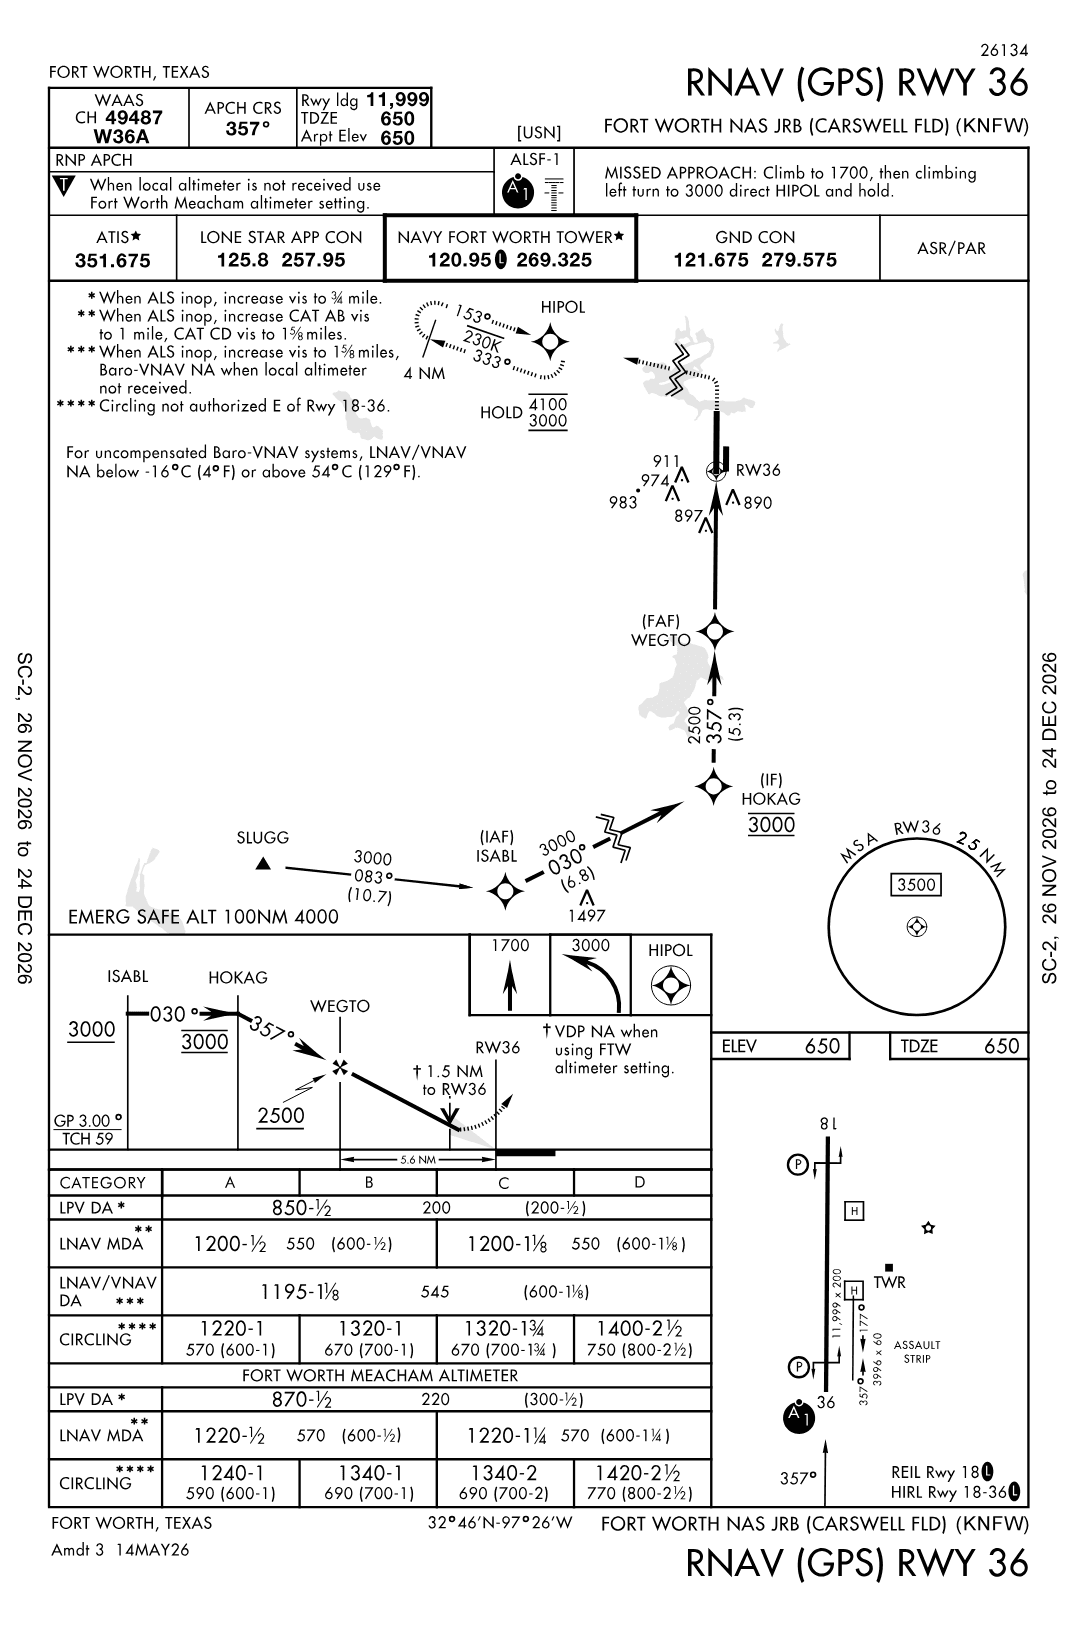 26134
FORT WORTH, TEXAS
RNAV (GPS) RWY 36
FORT WORTH NAS JRB (CARSWELL FLD) (KNFW)
WAAS
CH 49487
W36A
APCH CRS
357°
Rwy ldg 11,999
TDZE 650
Arpt Elev 650
[USN]
RNP APCH
T When local altimeter is not received use
Fort Worth Meacham altimeter setting.
ALSF-1
A1
MISSED APPROACH: Climb to 1700, then climbing
left turn to 3000 direct HIPOL and hold.
ATIS★
351.675
LONE STAR APP CON
125.8 257.95
NAVY FORT WORTH TOWER★
120.95 L 269.325
GND CON
121.675 279.575
ASR/PAR
* When ALS inop, increase vis to ¾ mile.
** When ALS inop, increase CAT AB vis
to 1 mile, CAT CD vis to 1⅝ miles.
*** When ALS inop, increase vis to 1⅝ miles,
Baro-VNAV NA when local altimeter
not received.
**** Circling not authorized E of Rwy 18-36.
For uncompensated Baro-VNAV systems, LNAV/VNAV
NA below -16°C (4°F) or above 54°C (129°F).
HIPOL
153°
230K
333°
4 NM
HOLD 4100
3000
911
974
983
897
890
RW36
(FAF)
WEGTO
2500
357°
(5.3)
(IF)
HOKAG
3000
SLUGG
3000
083°
(10.7)
(IAF)
ISABL
3000
030°
(6.8)
1497
EMERG SAFE ALT 100NM 4000
MSA RW36 25 NM
3500
SC-2, 26 NOV 2026 to 24 DEC 2026
SC-2, 26 NOV 2026 to 24 DEC 2026
1700
3000
HIPOL
ISABL
HOKAG
WEGTO
RW36
3000
030°
3000
357°
2500
† 1.5 NM
to RW36
† VDP NA when
using FTW
altimeter setting.
GP 3.00°
TCH 59
5.6 NM
ELEV 650
TDZE 650
CATEGORY A B C D
LPV DA * 850-½ 200 (200-½)
LNAV MDA ** 1200-½ 550 (600-½) 1200-1⅛ 550 (600-1⅛)
LNAV/VNAV
DA *** 1195-1⅛ 545 (600-1⅛)
CIRCLING **** 1220-1 1320-1 1320-1¾ 1400-2½
570 (600-1) 670 (700-1) 670 (700-1¾) 750 (800-2½)
FORT WORTH MEACHAM ALTIMETER
LPV DA * 870-½ 220 (300-½)
LNAV MDA ** 1220-½ 570 (600-½) 1220-1¼ 570 (600-1¼)
CIRCLING **** 1240-1 1340-1 1340-2 1420-2½
590 (600-1) 690 (700-1) 690 (700-2) 770 (800-2½)
18
P
H
TWR
H
11,999 x 200
177°
357°
3996 x 60
ASSAULT
STRIP
P
36
A1
357°
REIL Rwy 18 L
HIRL Rwy 18-36 L
FORT WORTH, TEXAS
Amdt 3 14MAY26
32°46'N-97°26'W
FORT WORTH NAS JRB (CARSWELL FLD) (KNFW)
RNAV (GPS) RWY 36